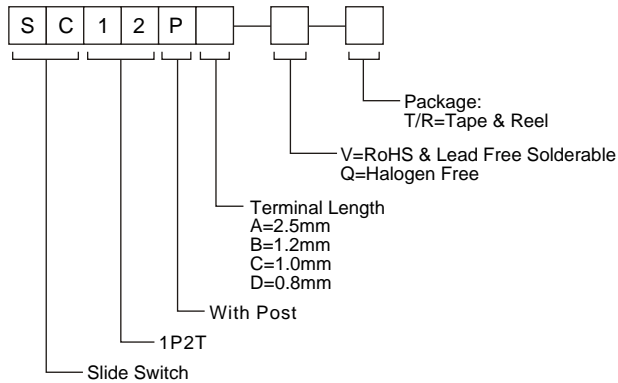 S C 1 2 P
Package:
T/R=Tape & Reel
V=RoHS & Lead Free Solderable
Q=Halogen Free
Terminal Length
A=2.5mm
B=1.2mm
C=1.0mm
D=0.8mm
With Post
1P2T
Slide Switch